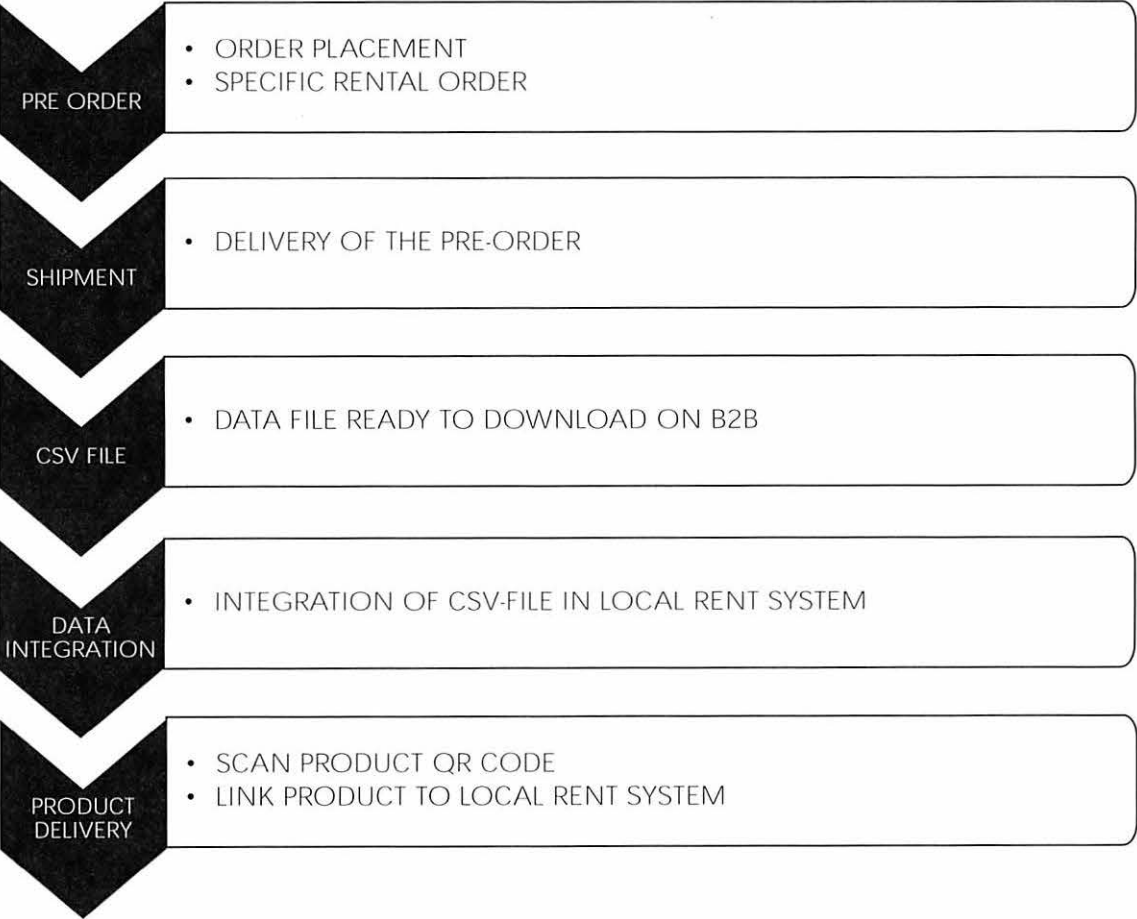 PRE ORDER
• ORDER PLACEMENT
• SPECIFIC RENTAL ORDER
SHIPMENT
• DELIVERY OF THE PRE-ORDER
CSV FILE
• DATA FILE READY TO DOWNLOAD ON B2B
DATA
INTEGRATION
• INTEGRATION OF CSV-FILE IN LOCAL RENT SYSTEM
PRODUCT
DELIVERY
• SCAN PRODUCT QR CODE
• LINK PRODUCT TO LOCAL RENT SYSTEM